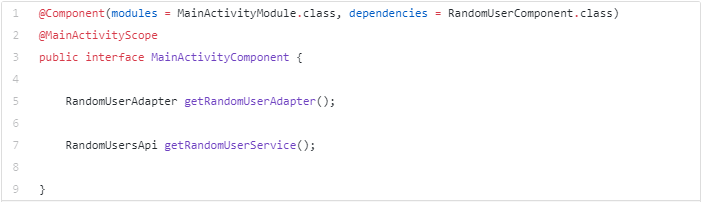 1 @Component(modules = MainActivityModule.class, dependencies = RandomUserComponent.class)
2 @MainActivityScope
3 public interface MainActivityComponent {
4
5 RandomUserAdapter getRandomUserAdapter();
6
7 RandomUsersApi getRandomUserService();
8
9 }